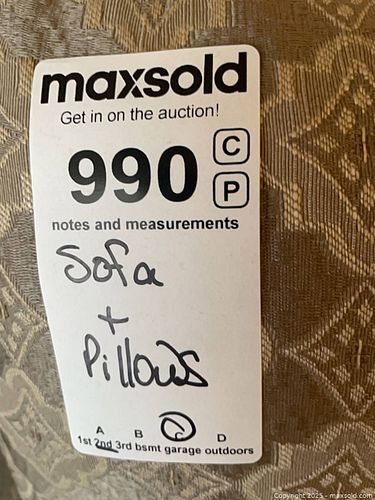 maxsold
Get in on the auction!
990
C
P
notes and measurements
Sofa
+
Pillows
A B D
1st 2nd 3rd bsmt garage outdoors
Copyright 2025 - maxsold.com